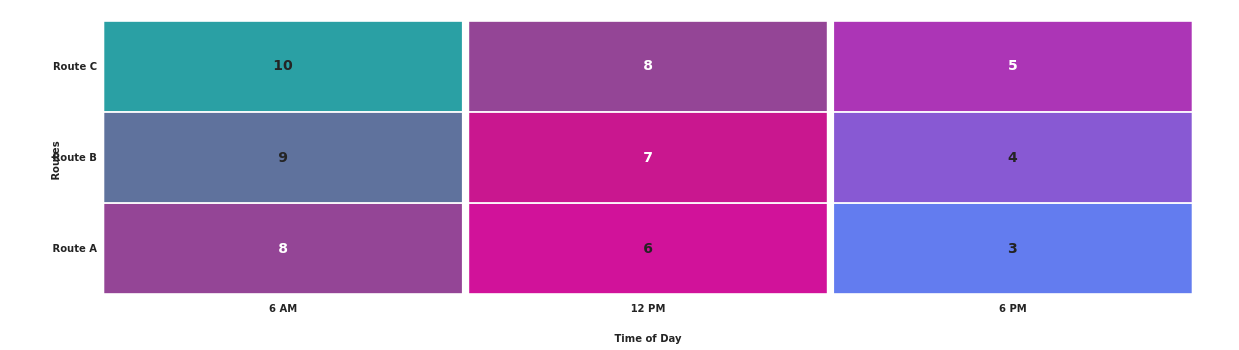 Routes
Route C
10
8
5
Route B
9
7
4
Route A
8
6
3
6 AM
12 PM
6 PM
Time of Day